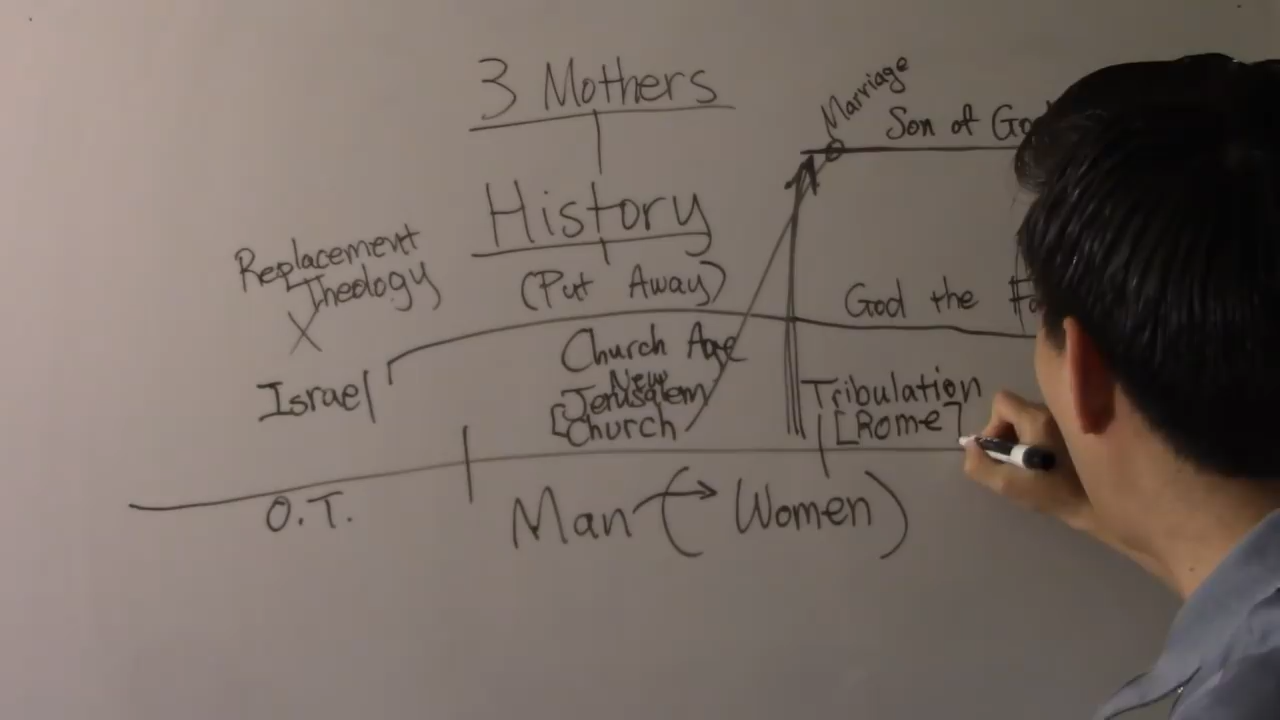 3 Mothers
Marriage
Son of
History
Replacement
Theology
X
(Put Away)
God the
Church Age
Israel
New
Jerusalem
[Church
Tribulation
[Rome]
O.T.
Man (→ Women)